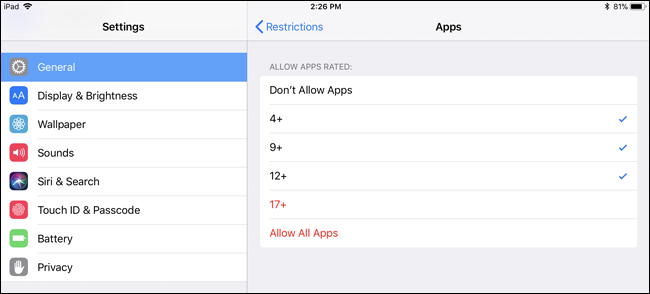 iPad 2:26 PM 81%
Settings
Restrictions Apps
General
Display & Brightness
Wallpaper
Sounds
Siri & Search
Touch ID & Passcode
Battery
Privacy
ALLOW APPS RATED:
Don't Allow Apps
4+
9+
12+
17+
Allow All Apps